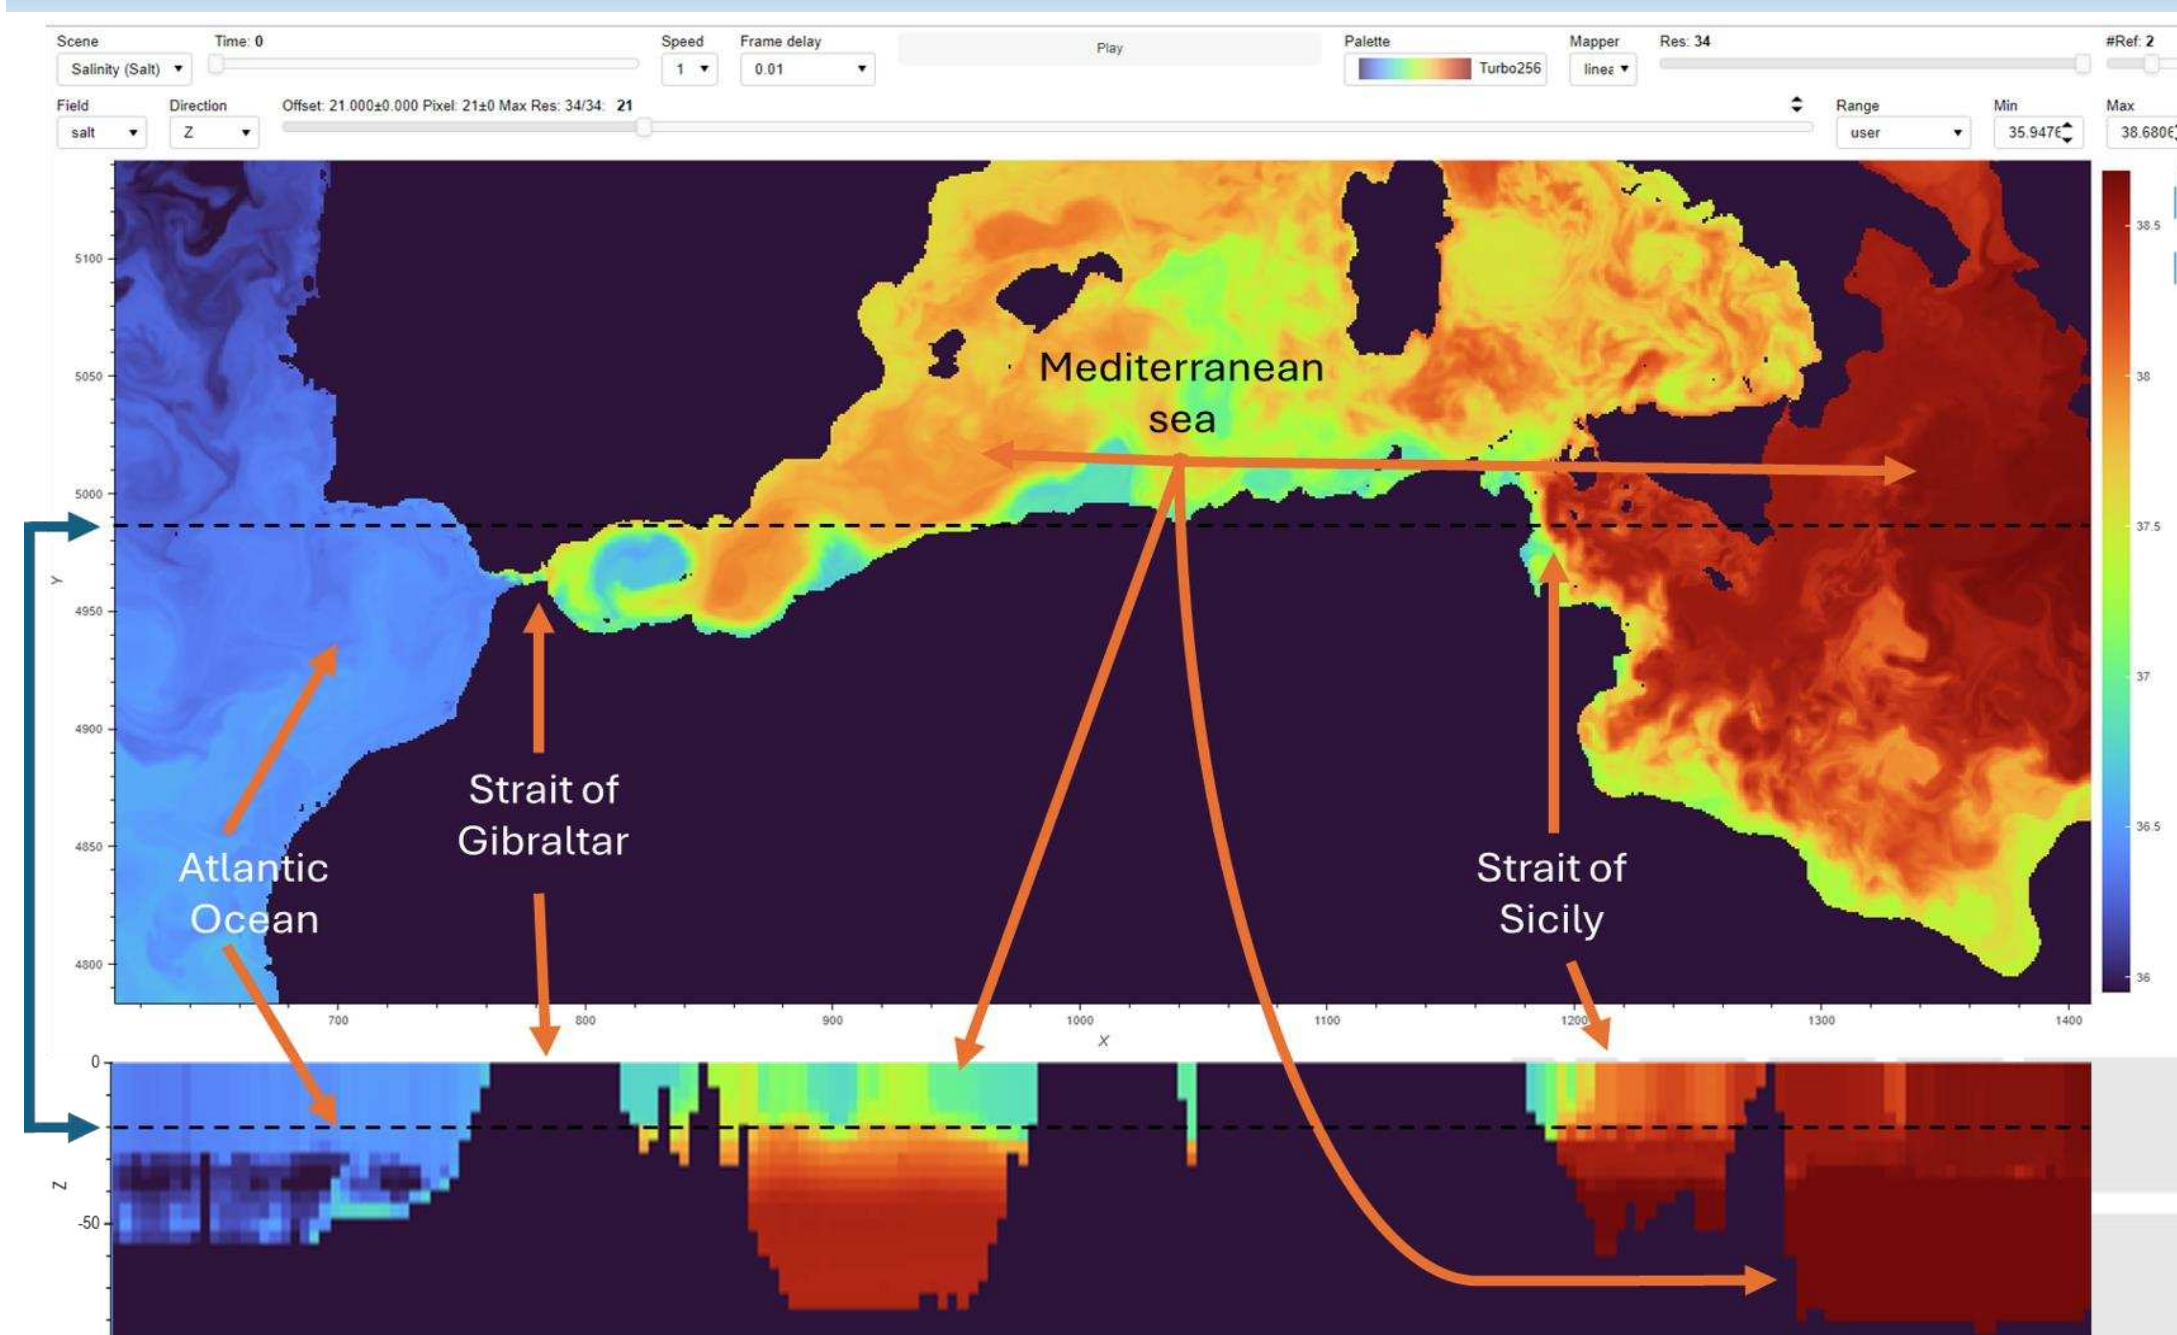 Scene Time: 0 Speed Frame delay Play Palette Mapper Res: 34 #Ref: 2
Salinity (Salt) 1 0.01 Turbo256 linea
Field Direction Offset: 21.000±0.000 Pixel: 21±0 Max Res: 34/34: 21 Range Min Max
salt Z user 35.9476 38.6806
5100
5050
5000
4950
4900
4850
4800
Y
Mediterranean
sea
Strait of
Gibraltar
Atlantic
Ocean
Strait of
Sicily
38.5
38
37.5
37
36.5
36
700 800 900 1000 1100 1200 1300 1400
X
0
-50
Z